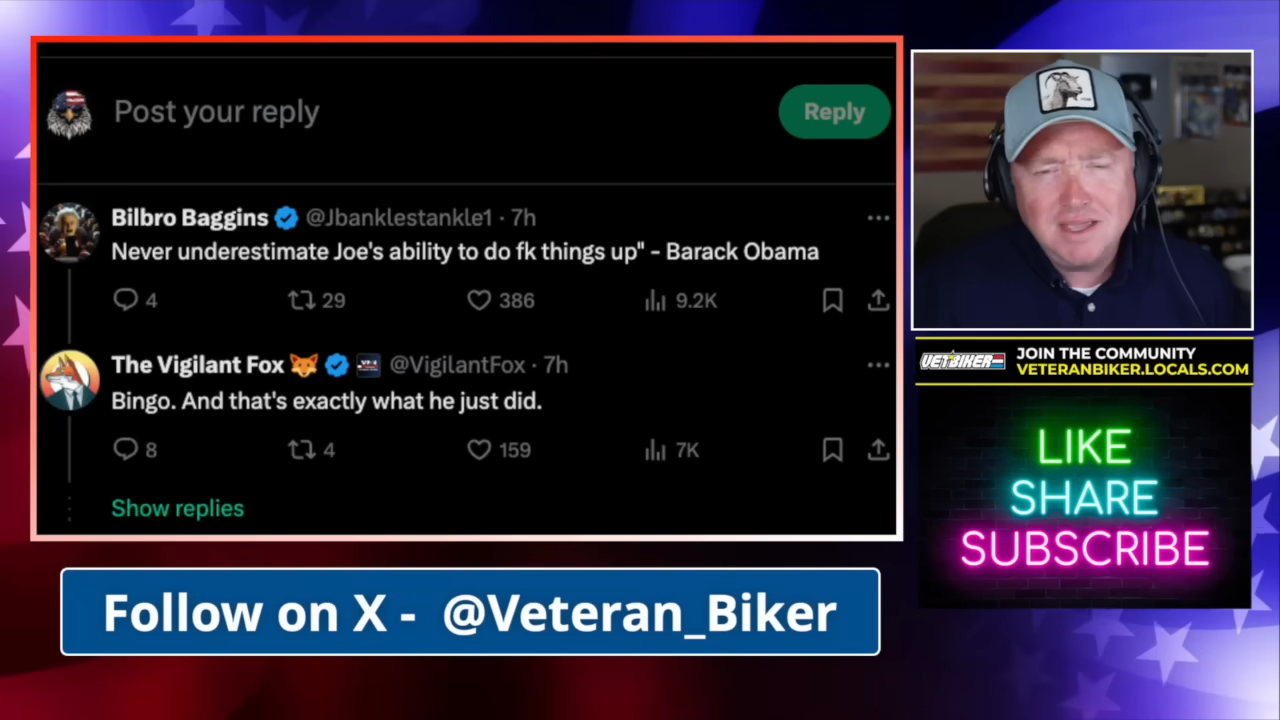 Post your reply
Reply
Bilbro Baggins @Jbanklestankle1 · 7h
Never underestimate Joe's ability to do fk things up" - Barack Obama
4 29 386 9.2K
The Vigilant Fox @VigilantFox · 7h
Bingo. And that's exactly what he just did.
8 4 159 7K
Show replies
Follow on X - @Veteran_Biker
VETBIKER
JOIN THE COMMUNITY
VETERANBIKER.LOCALS.COM
LIKE
SHARE
SUBSCRIBE